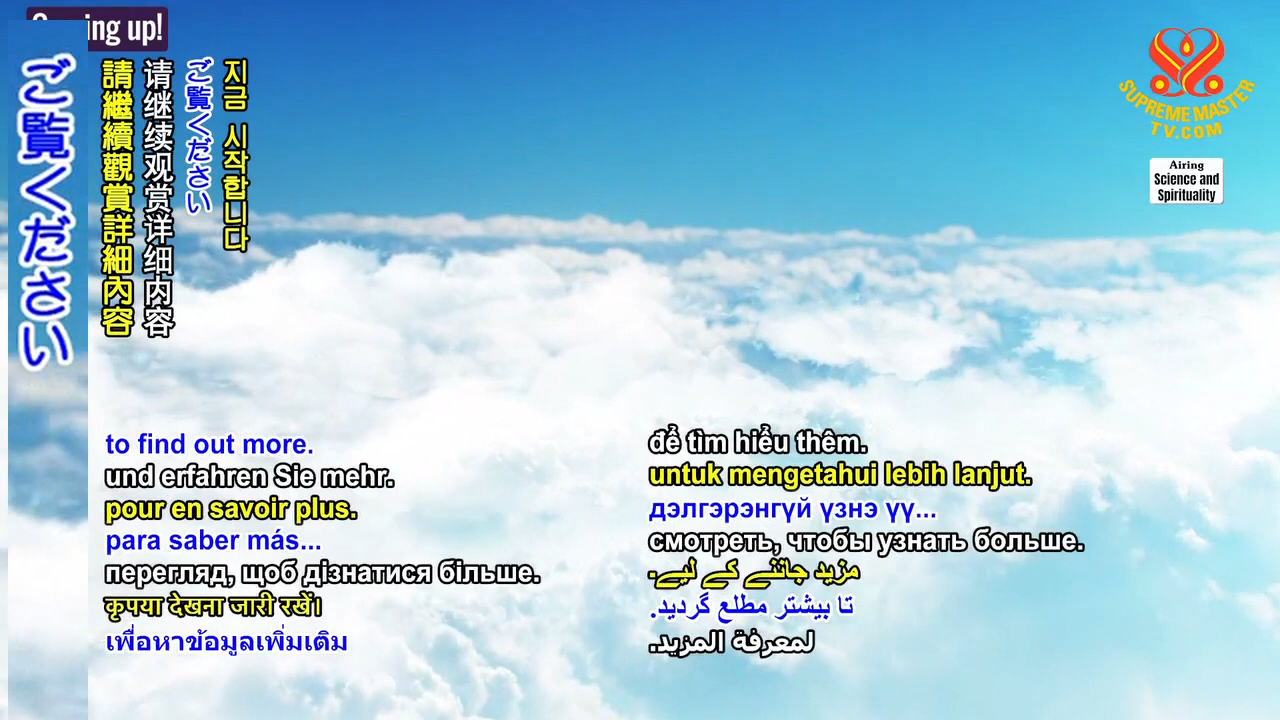 ing up!
ご覧ください
請繼續觀賞詳細內容
请继续观赏详细内容
ご覧ください
지금 시작합니다
SUPREME MASTER
TV.COM
Airing
Science and
Spirituality
to find out more.
und erfahren Sie mehr.
pour en savoir plus.
para saber más...
перегляд, щоб дізнатися більше.
कृपया देखना जारी रखें।
เพื่อหาข้อมูลเพิ่มเติม
để tìm hiểu thêm.
untuk mengetahui lebih lanjut.
дэлгэрэнгүй үзнэ үү...
смотреть, чтобы узнать больше.
مزید جاننے کے لیے.
تا بیشتر مطلع گردید.
لمعرفة المزيد.